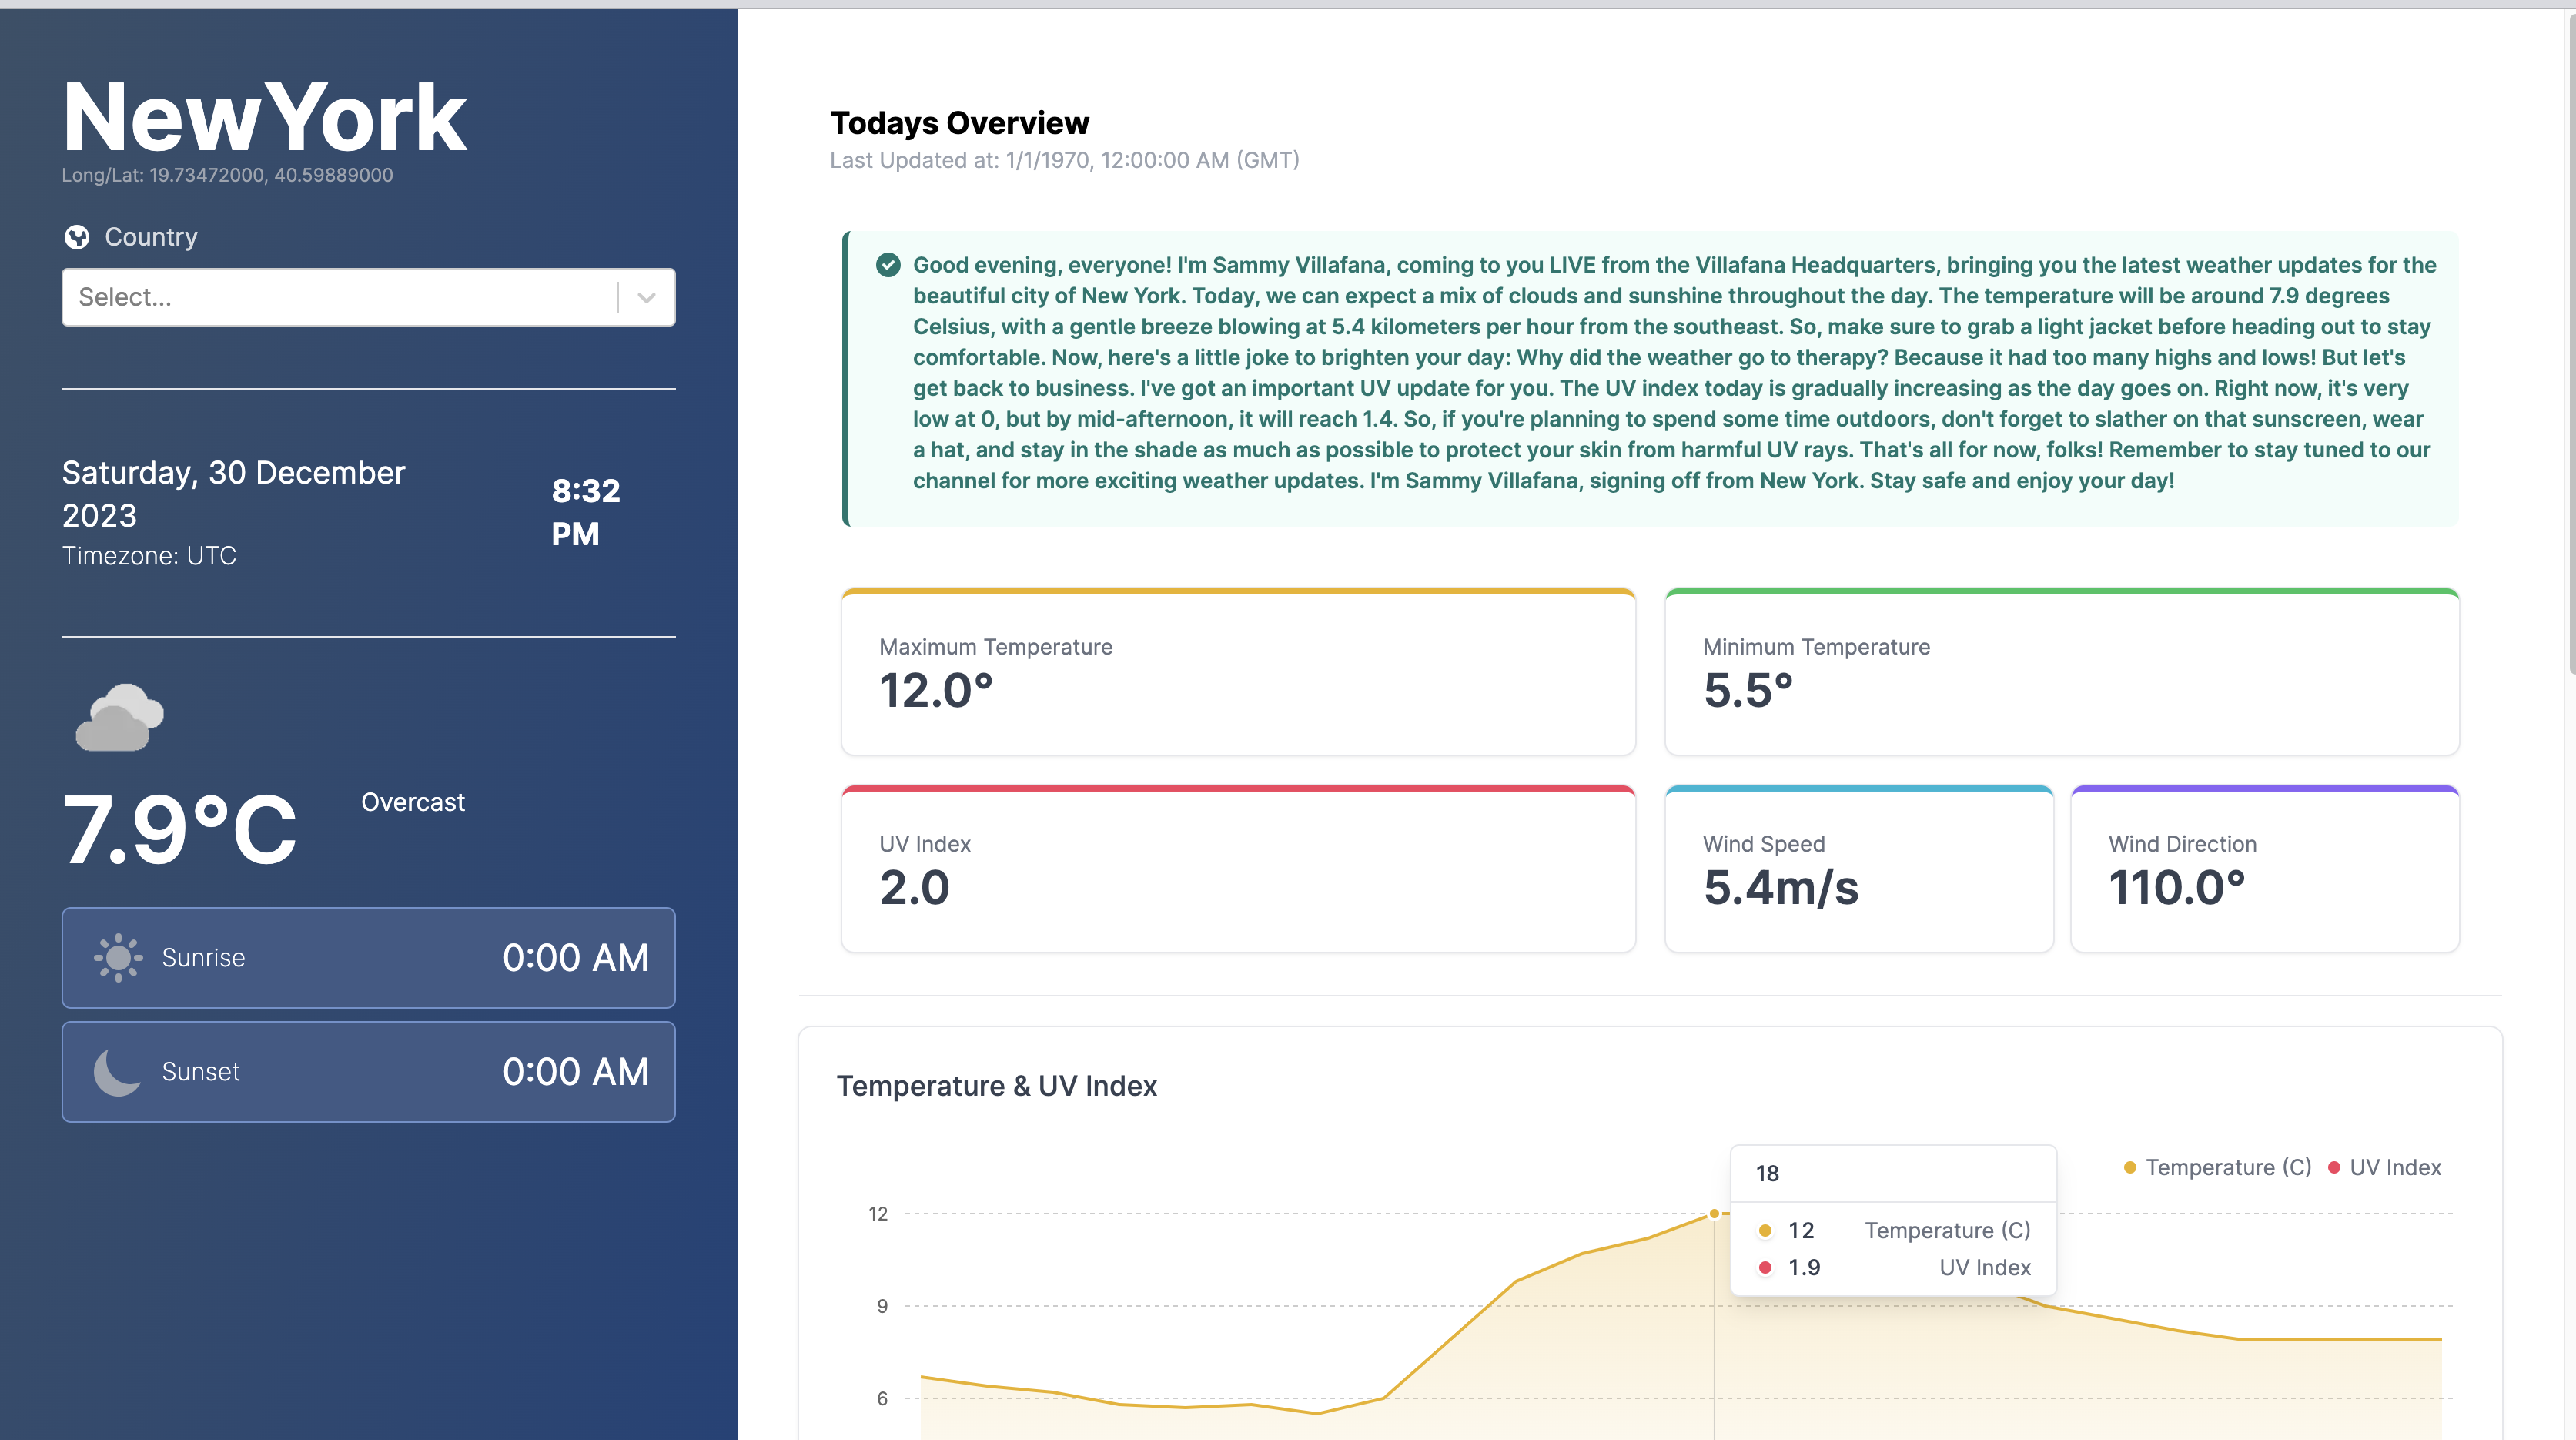 NewYork
Long/Lat: 19.73472000, 40.59889000
Country
Select...
Saturday, 30 December
2023
Timezone: UTC
8:32
PM
7.9°C
Overcast
Sunrise
0:00 AM
Sunset
0:00 AM
Todays Overview
Last Updated at: 1/1/1970, 12:00:00 AM (GMT)
Good evening, everyone! I'm Sammy Villafana, coming to you LIVE from the Villafana Headquarters, bringing you the latest weather updates for the
beautiful city of New York. Today, we can expect a mix of clouds and sunshine throughout the day. The temperature will be around 7.9 degrees
Celsius, with a gentle breeze blowing at 5.4 kilometers per hour from the southeast. So, make sure to grab a light jacket before heading out to stay
comfortable. Now, here's a little joke to brighten your day: Why did the weather go to therapy? Because it had too many highs and lows! But let's
get back to business. I've got an important UV update for you. The UV index today is gradually increasing as the day goes on. Right now, it's very
low at 0, but by mid-afternoon, it will reach 1.4. So, if you're planning to spend some time outdoors, don't forget to slather on that sunscreen, wear
a hat, and stay in the shade as much as possible to protect your skin from harmful UV rays. That's all for now, folks! Remember to stay tuned to our
channel for more exciting weather updates. I'm Sammy Villafana, signing off from New York. Stay safe and enjoy your day!
Maximum Temperature
12.0°
Minimum Temperature
5.5°
UV Index
2.0
Wind Speed
5.4m/s
Wind Direction
110.0°
Temperature & UV Index
Temperature (C)
UV Index
18
12 Temperature (C)
1.9 UV Index
12
9
6